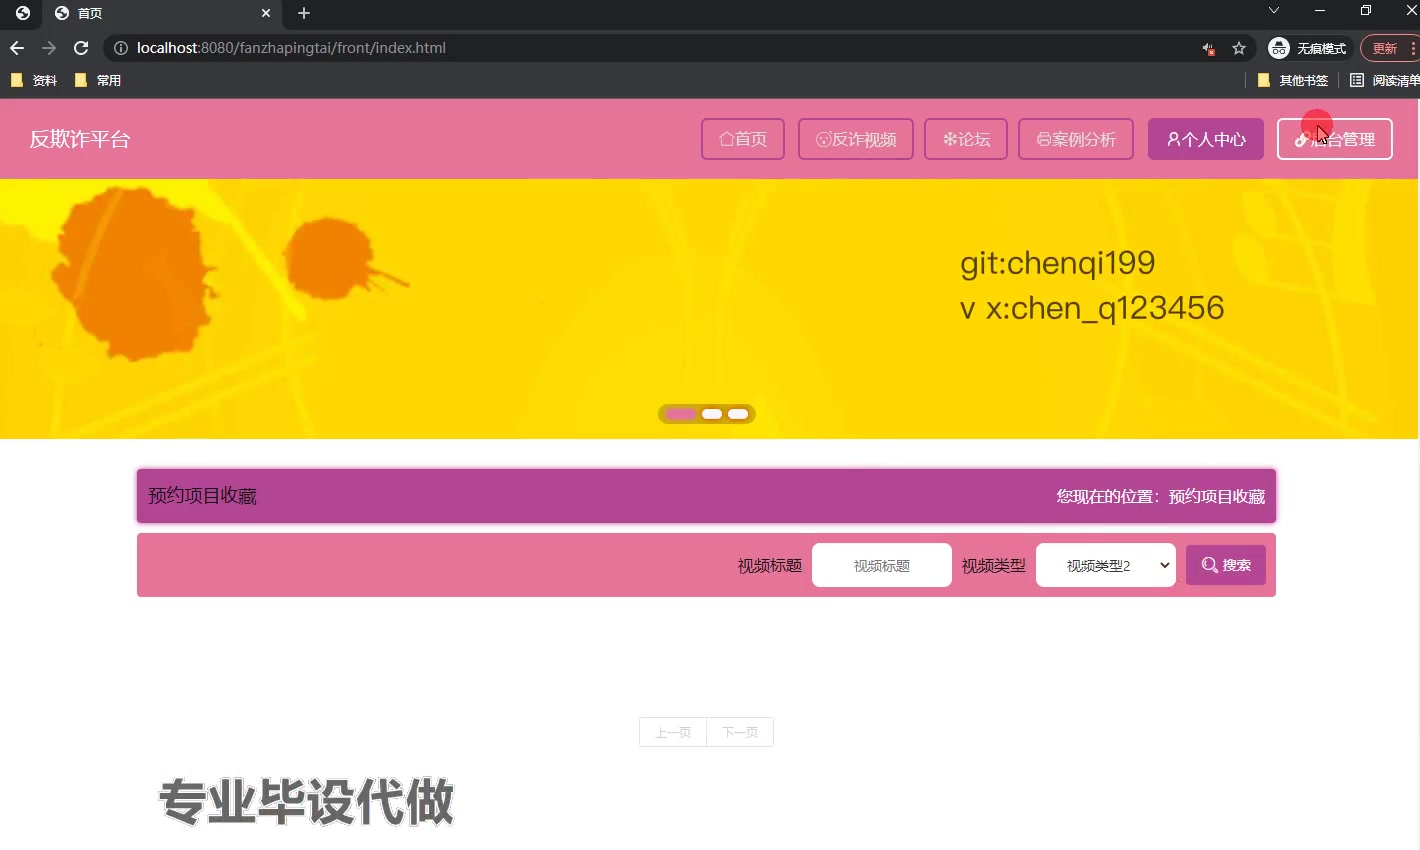 首页
localhost:8080/fanzhapingtai/front/index.html
无痕模式
更新
资料
常用
其他书签
阅读清单
反欺诈平台
首页
反诈视频
论坛
案例分析
个人中心
后台管理
git:chenqi199
v x:chen_q123456
预约项目收藏
您现在的位置：预约项目收藏
视频标题
视频标题
视频类型
视频类型2
搜索
上一页
下一页
专业毕设代做